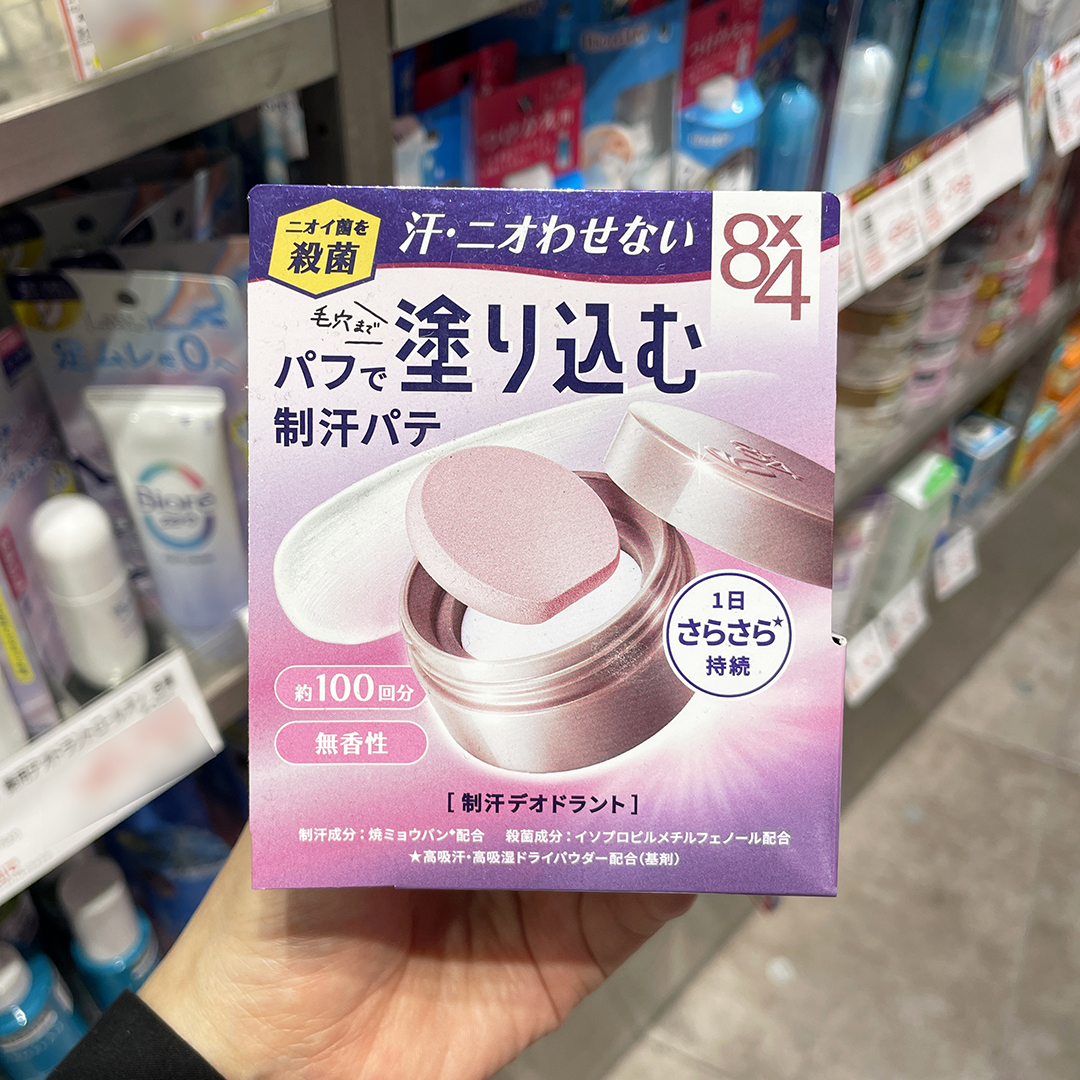 ニオイ菌を
殺菌
汗・ニオわせない
8x4
毛穴まで
パフで塗り込む
制汗パテ
1日
さらさら★
持続
約100回分
無香性
[ 制汗デオドラント ]
制汗成分:焼ミョウバン*配合 殺菌成分:イソプロピルメチルフェノール配合
★高吸汗・高吸湿ドライパウダー配合(基剤)
Bioré
zero